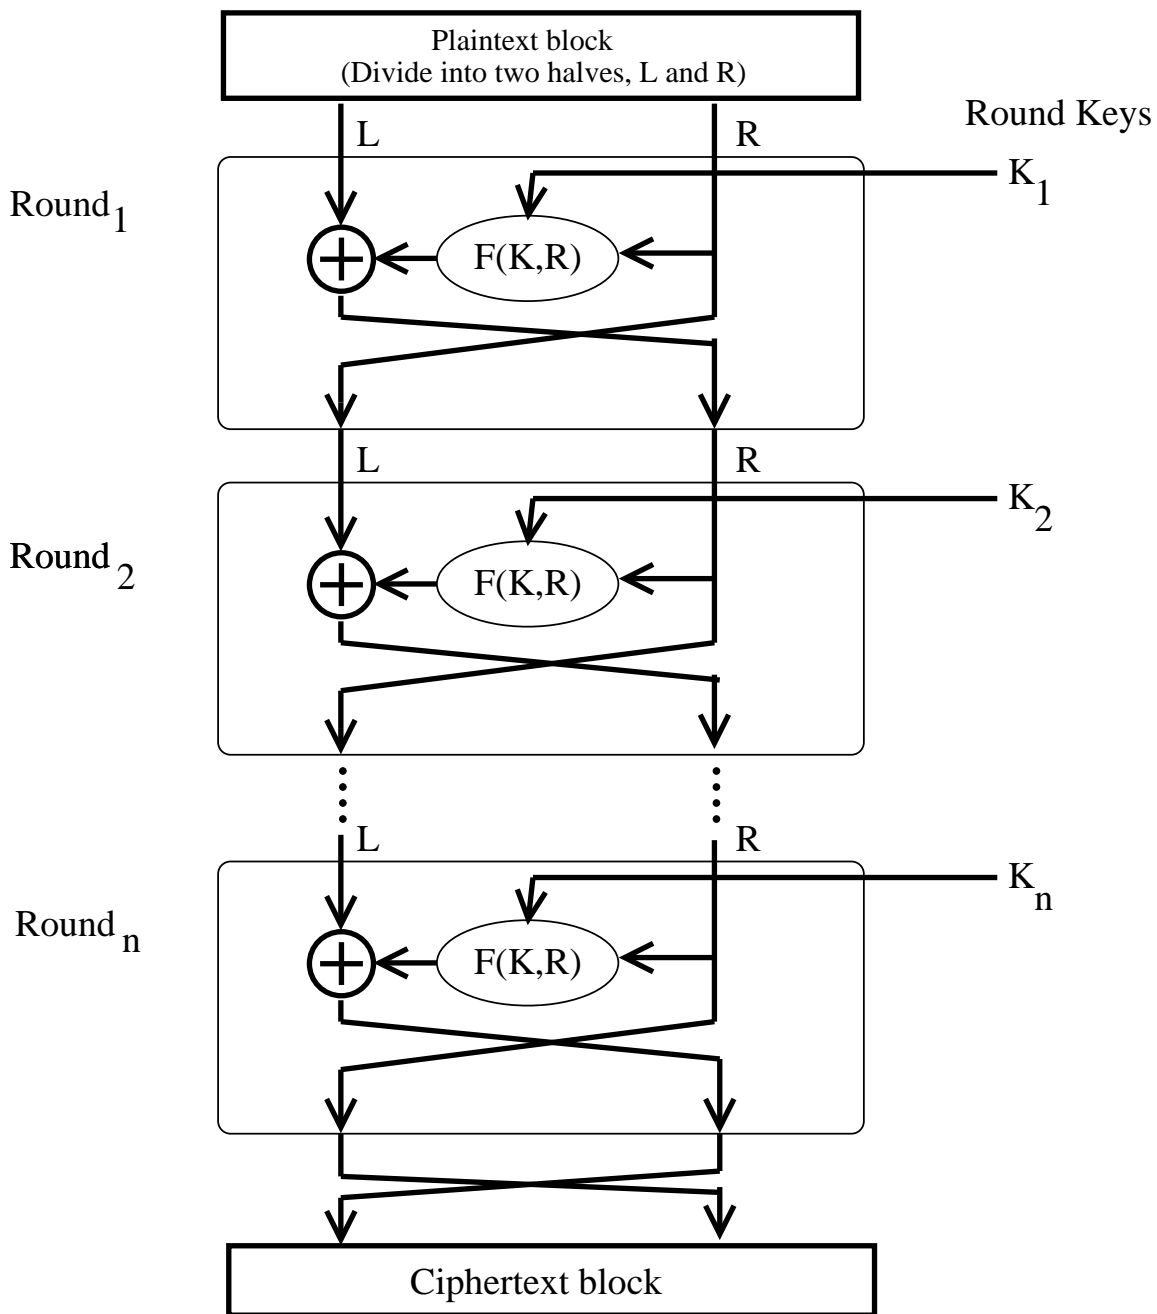 Plaintext block
(Divide into two halves, L and R)
Round Keys
L
R
K1
Round1
F(K,R)
L
R
K2
Round2
F(K,R)
L
R
Kn
Roundn
F(K,R)
Ciphertext block